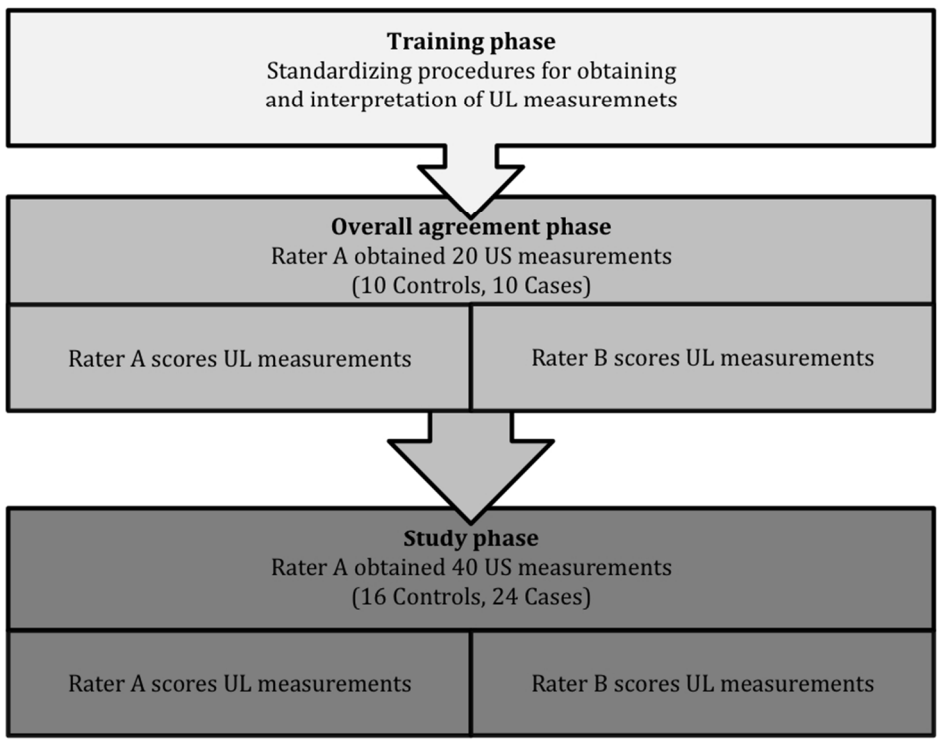 Training phase
Standardizing procedures for obtaining
and interpretation of UL measuremnets
Overall agreement phase
Rater A obtained 20 US measurements
(10 Controls, 10 Cases)
Rater A scores UL measurements
Rater B scores UL measurements
Study phase
Rater A obtained 40 US measurements
(16 Controls, 24 Cases)
Rater A scores UL measurements
Rater B scores UL measurements